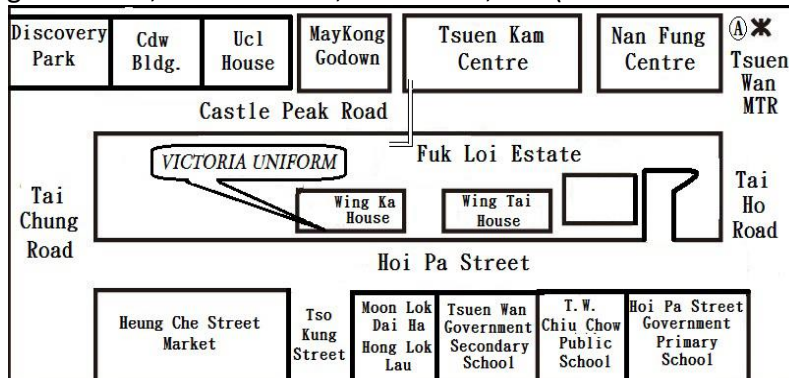 Discovery
Park
Cdw
Bldg.
Ucl
House
MayKong
Godown
Tsuen Kam
Centre
Nan Fung
Centre
A
Tsuen
Wan
MTR
Castle Peak Road
VICTORIA UNIFORM
Fuk Loi Estate
Tai
Chung
Road
Wing Ka
House
Wing Tai
House
Tai
Ho
Road
Hoi Pa Street
Heung Che Street
Market
Tso
Kung
Street
Moon Lok
Dai Ha
Hong Lok
Lau
Tsuen Wan
Government
Secondary
School
T.W.
Chiu Chow
Public
School
Hoi Pa Street
Government
Primary
School